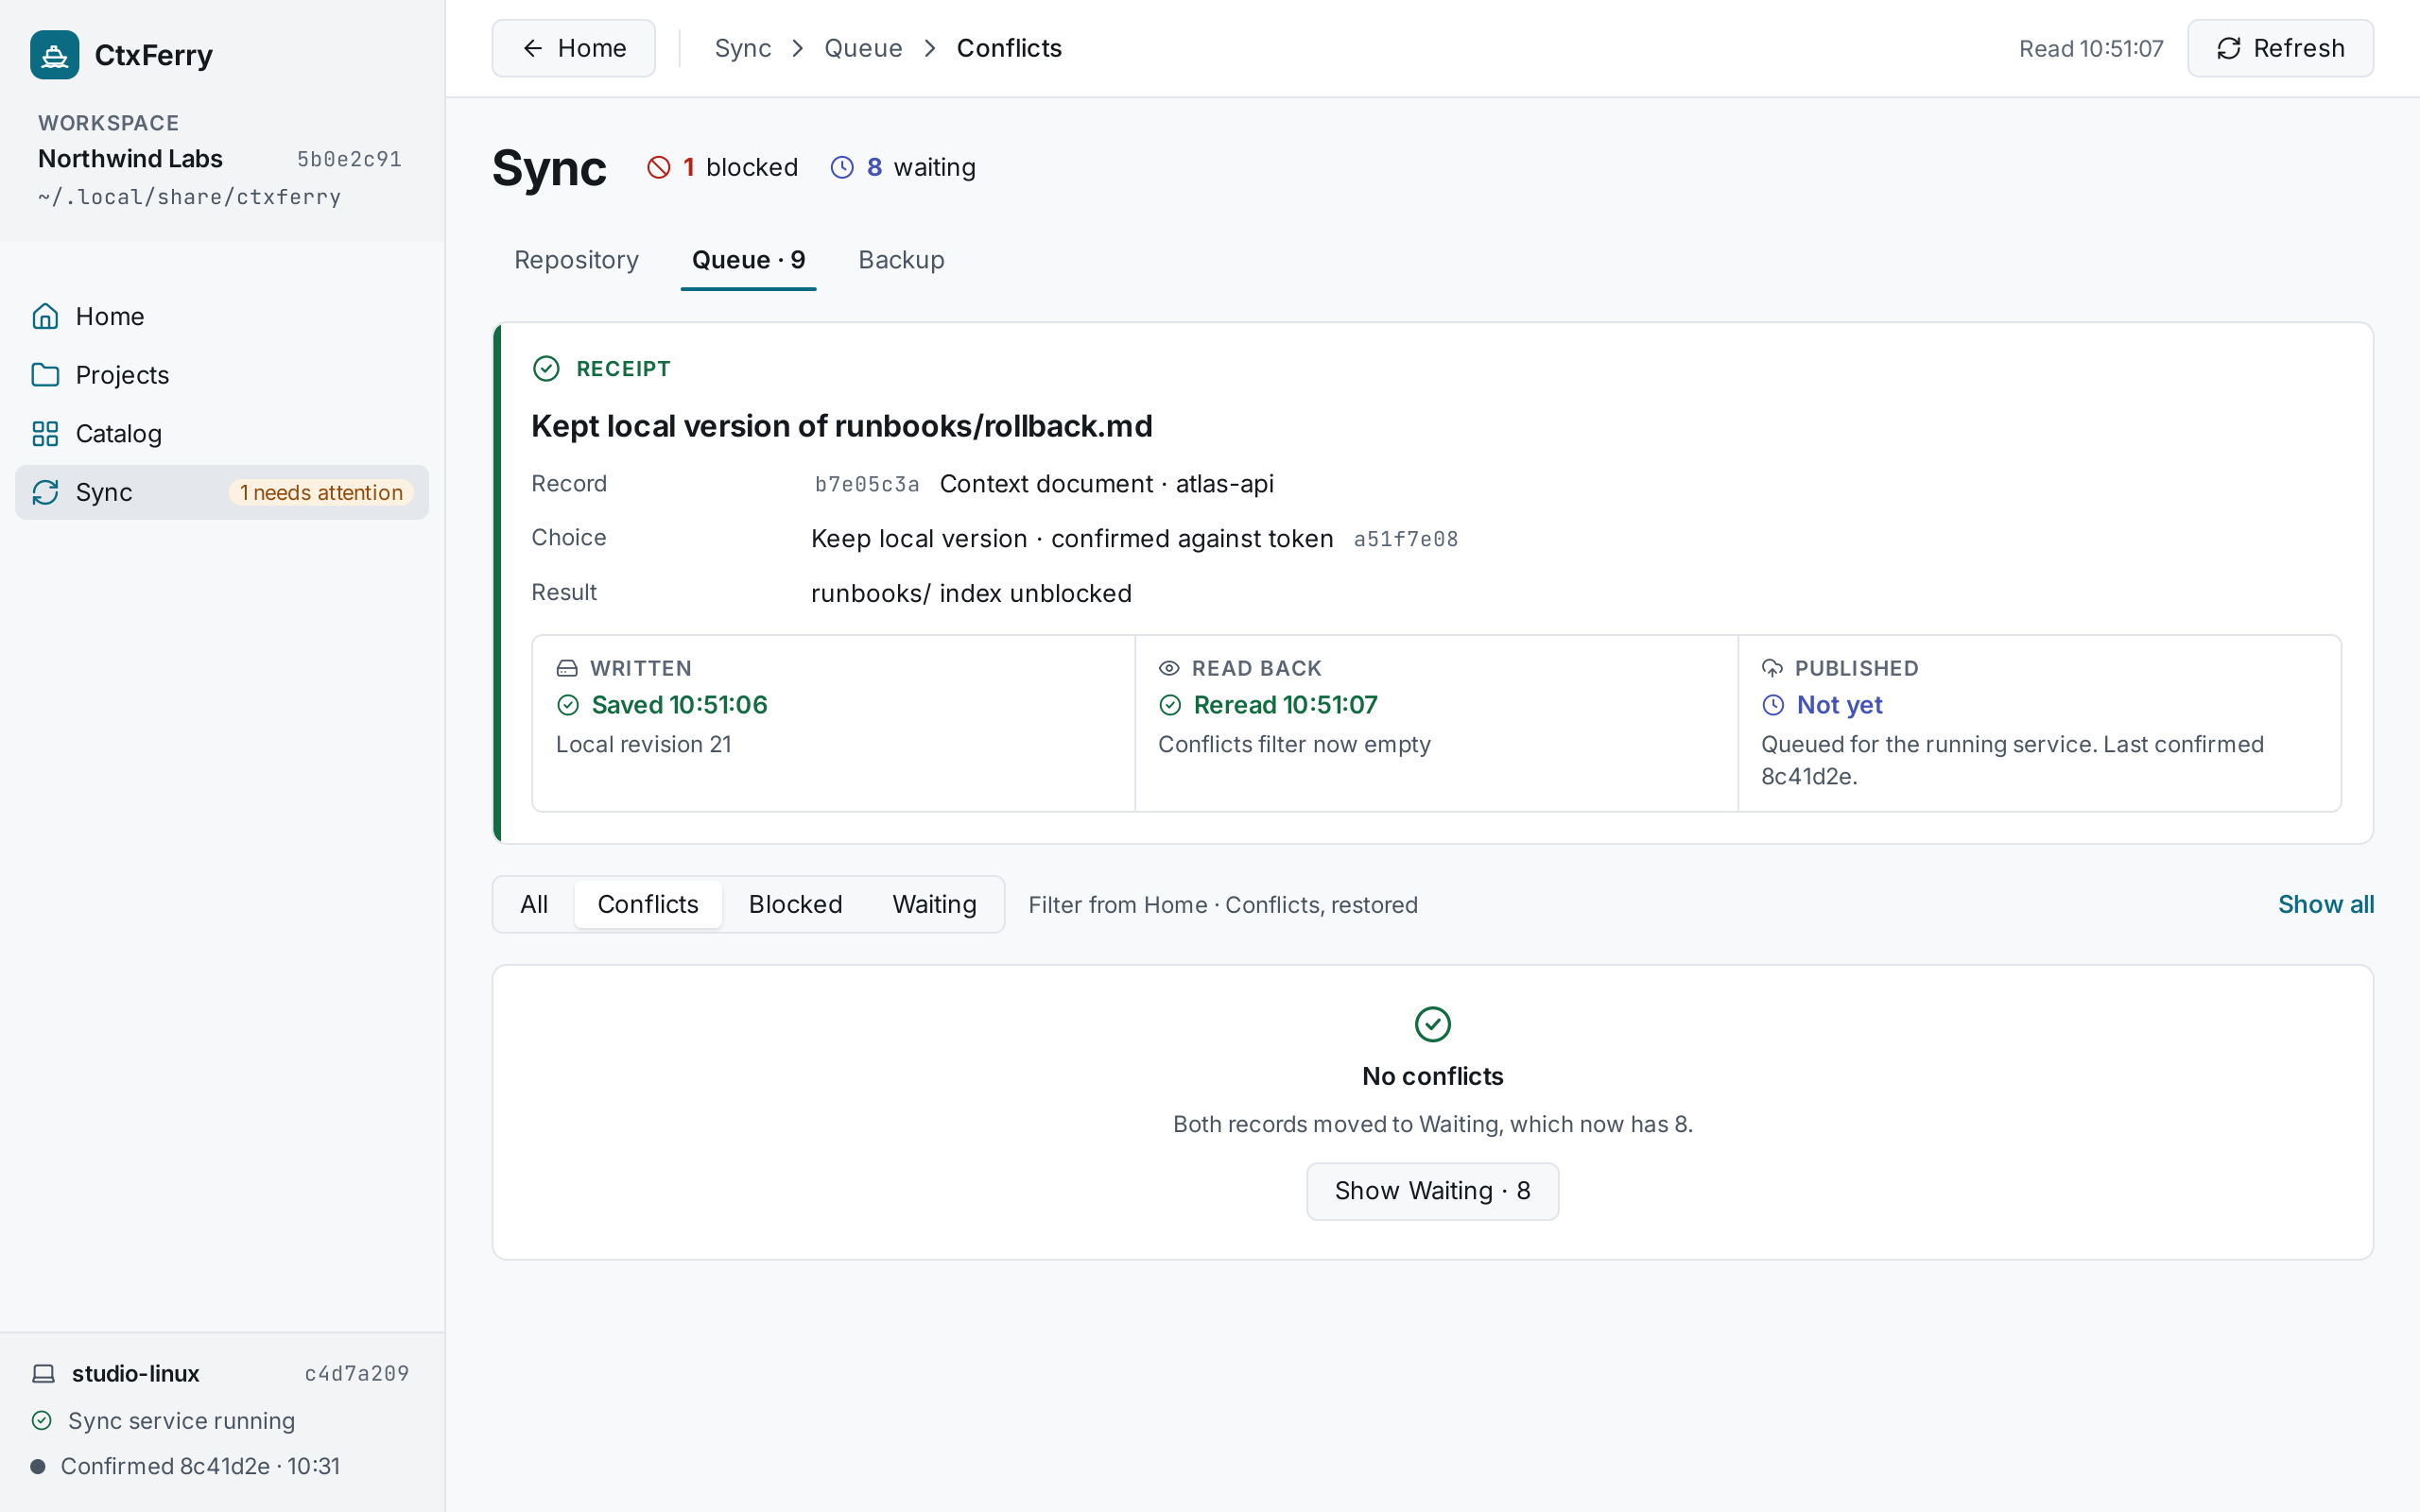 CtxFerry
WORKSPACE
Northwind Labs 5b0e2c91
~/.local/share/ctxferry
Home
Projects
Catalog
Sync 1 needs attention
studio-linux c4d7a209
Sync service running
Confirmed 8c41d2e · 10:31
Home Sync Queue Conflicts Read 10:51:07 Refresh
Sync 1 blocked 8 waiting
Repository Queue · 9 Backup
RECEIPT
Kept local version of runbooks/rollback.md
Record b7e05c3a Context document · atlas-api
Choice Keep local version · confirmed against token a51f7e08
Result runbooks/ index unblocked
WRITTEN
Saved 10:51:06
Local revision 21
READ BACK
Reread 10:51:07
Conflicts filter now empty
PUBLISHED
Not yet
Queued for the running service. Last confirmed
8c41d2e.
All Conflicts Blocked Waiting Filter from Home · Conflicts, restored Show all
No conflicts
Both records moved to Waiting, which now has 8.
Show Waiting · 8